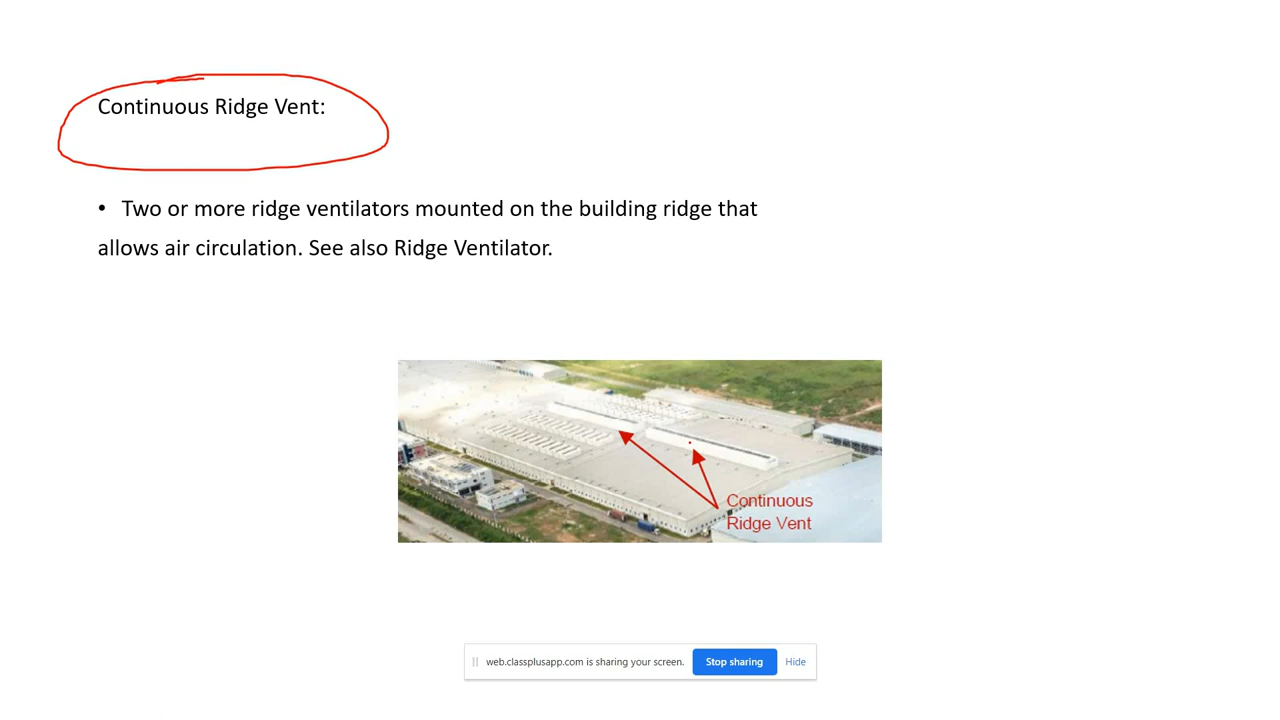 Continuous Ridge Vent:
• Two or more ridge ventilators mounted on the building ridge that
allows air circulation. See also Ridge Ventilator.
Continuous
Ridge Vent
web.classplusapp.com is sharing your screen. Stop sharing Hide